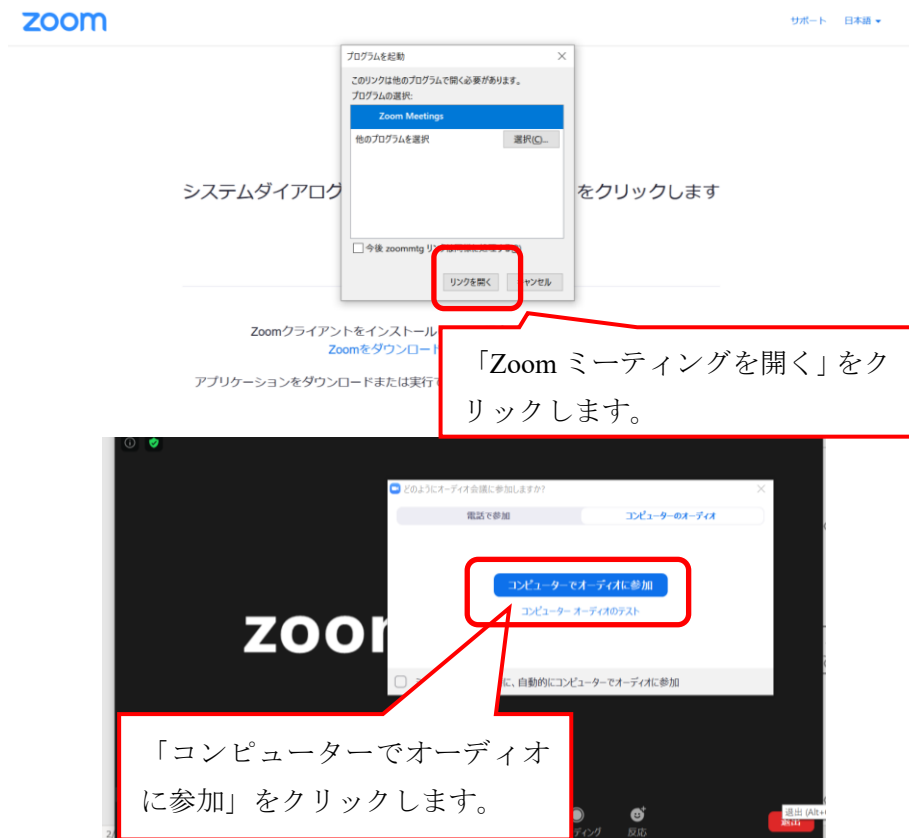 zoom
サポート 日本語
プログラムを起動
このリンクは他のプログラムで開く必要があります。
プログラムの選択:
Zoom Meetings
他のプログラムを選択 選択(C)...
システムダイアログ をクリックします
今後 zoommtg
リンクを開く キャンセル
Zoomクライアントをインストール
Zoomをダウンロード
アプリケーションをダウンロードまたは実行で
「Zoom ミーティングを開く」をク
リックします。
どのようにオーディオ会議に参加しますか?
電話で参加 コンピューターのオーディオ
コンピューターでオーディオに参加
コンピューター オーディオのテスト
zoom
に、自動的にコンピューターでオーディオに参加
「コンピューターでオーディオ
に参加」をクリックします。
反応
退出 (Alt+
退出